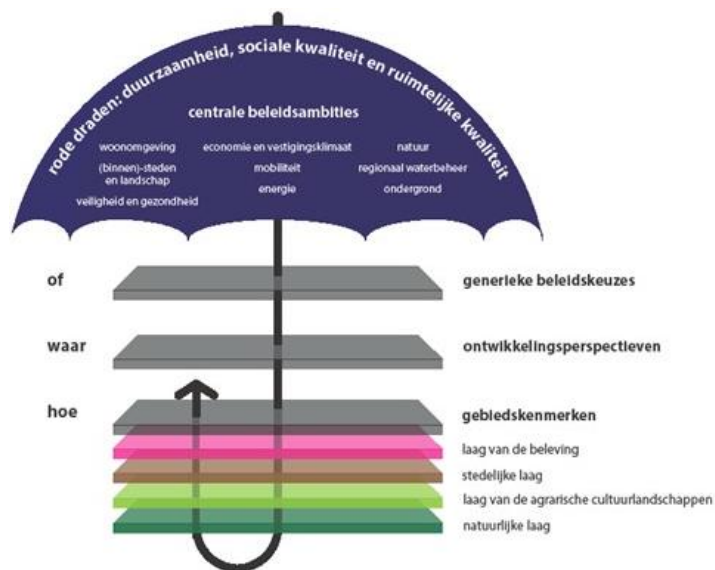 rode draden: duurzaamheid, sociale kwaliteit en ruimtelijke kwaliteit
centrale beleidsambities
woonomgeving
(binnen)-steden
en landschap
veiligheid en gezondheid
economie en vestigingsklimaat
mobiliteit
energie
natuur
regionaal waterbeheer
ondergrond
of
generieke beleidskeuzes
waar
ontwikkelingsperspectieven
hoe
gebiedskenmerken
laag van de beleving
stedelijke laag
laag van de agrarische cultuurlandschappen
natuurlijke laag